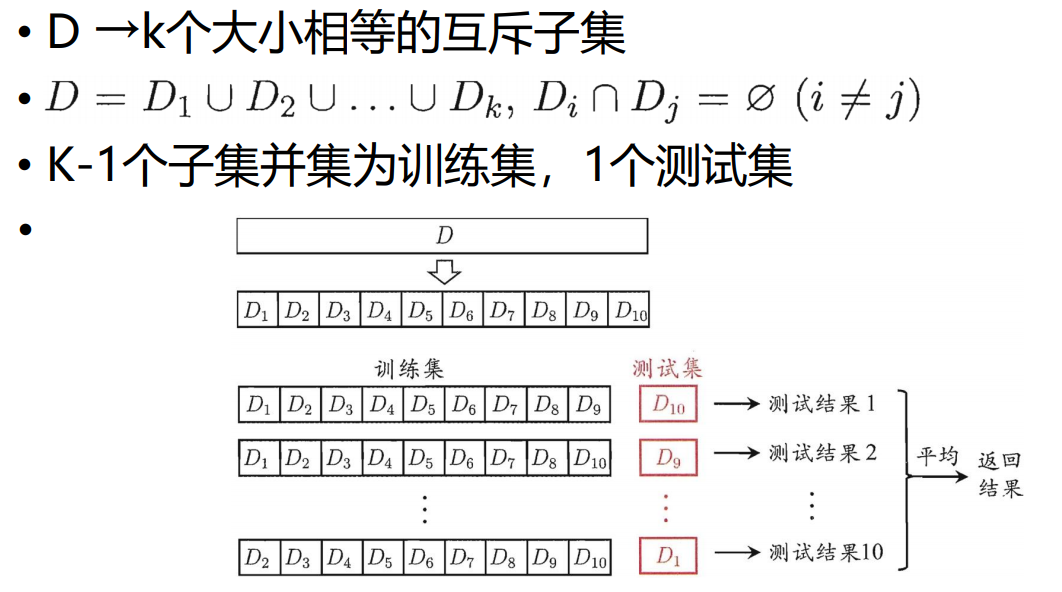 • D →k个大小相等的互斥子集
• D = D₁ ∪ D₂ ∪ … ∪ Dₖ, Dᵢ ∩ Dⱼ = ∅ (i ≠ j)
• K-1个子集并集为训练集，1个测试集
•
D
D₁ D₂ D₃ D₄ D₅ D₆ D₇ D₈ D₉ D₁₀
训练集 测试集
D₁ D₂ D₃ D₄ D₅ D₆ D₇ D₈ D₉ D₁₀ 测试结果 1
D₁ D₂ D₃ D₄ D₅ D₆ D₇ D₈ D₁₀ D₉ 测试结果 2
平均 返回结果
⋮ ⋮ ⋮
D₂ D₃ D₄ D₅ D₆ D₇ D₈ D₉ D₁₀ D₁ 测试结果10